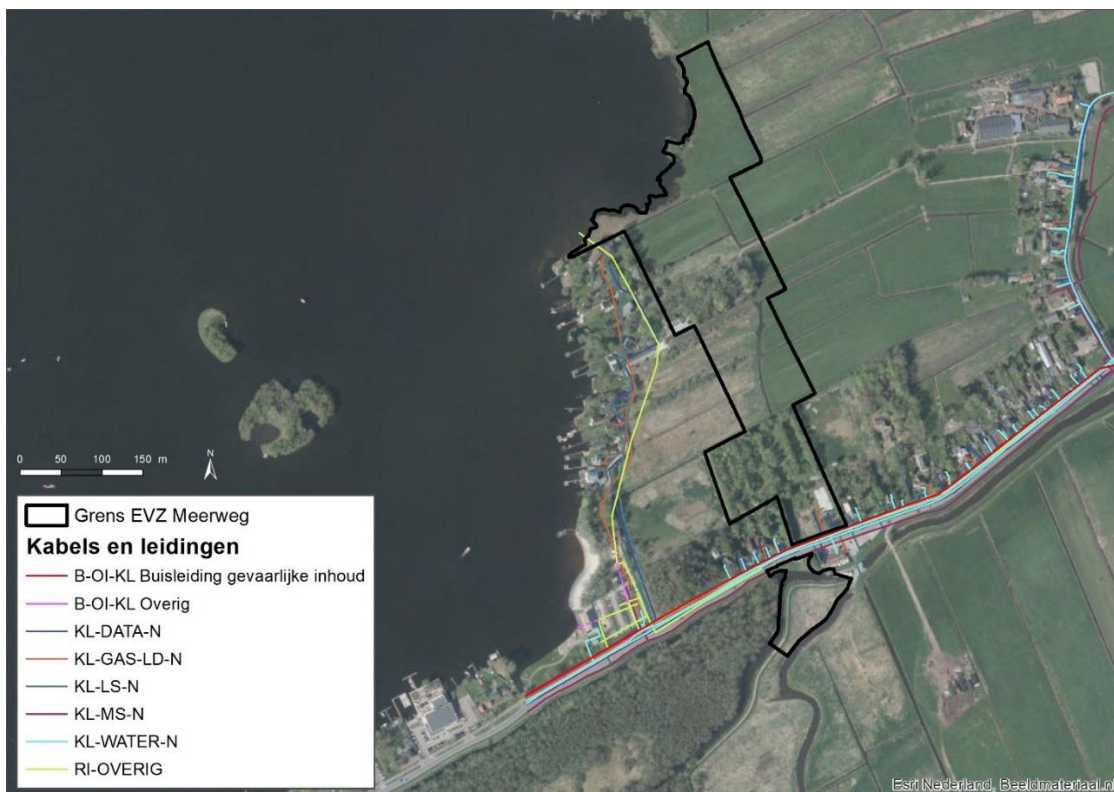 N
0 50 100 150 m
Grens EVZ Meerweg
Kabels en leidingen
B-OI-KL Buisleiding gevaarlijke inhoud
B-OI-KL Overig
KL-DATA-N
KL-GAS-LD-N
KL-LS-N
KL-MS-N
KL-WATER-N
RI-OVERIG
Esri Nederland, Beeldmateriaal.nl